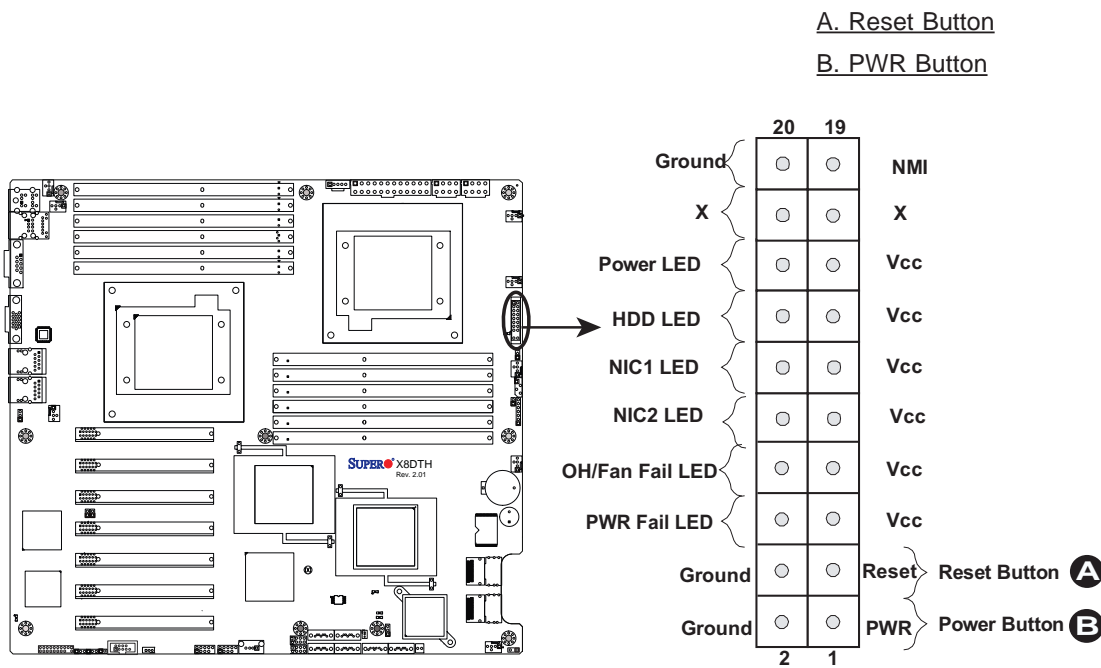 A. Reset Button
B. PWR Button
20 19
Ground NMI
X X
Power LED Vcc
HDD LED Vcc
NIC1 LED Vcc
NIC2 LED Vcc
OH/Fan Fail LED Vcc
PWR Fail LED Vcc
Ground Reset Reset Button A
Ground PWR Power Button B
2 1
SUPER X8DTH
Rev. 2.01